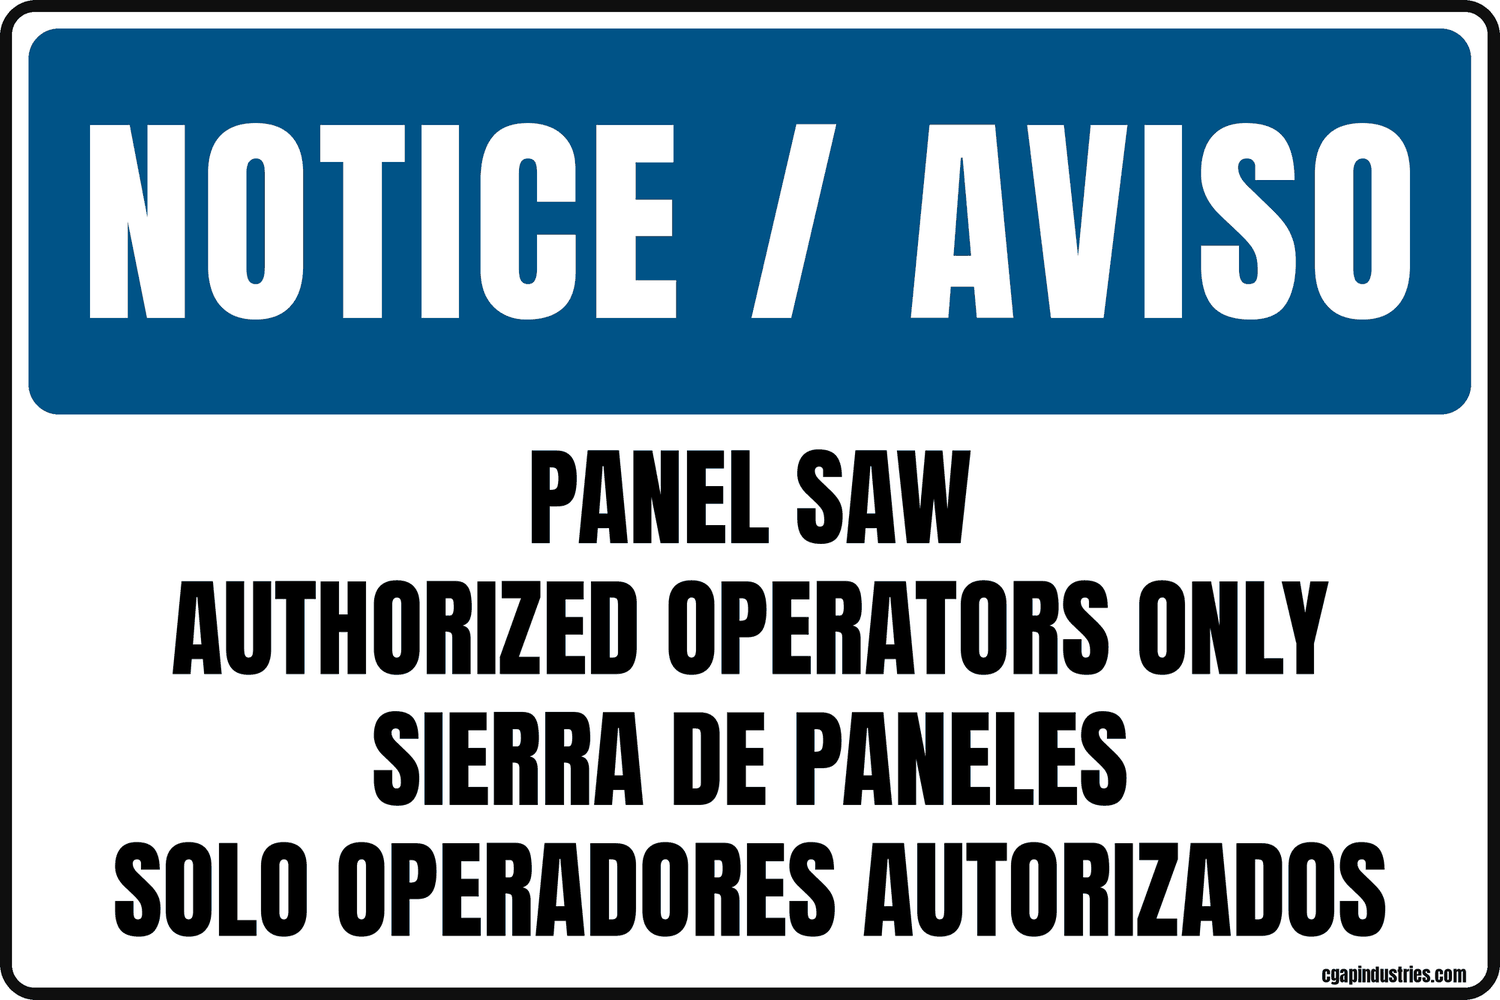 NOTICE / AVISO
PANEL SAW
AUTHORIZED OPERATORS ONLY
SIERRA DE PANELES
SOLO OPERADORES AUTORIZADOS
cgapindustries.com